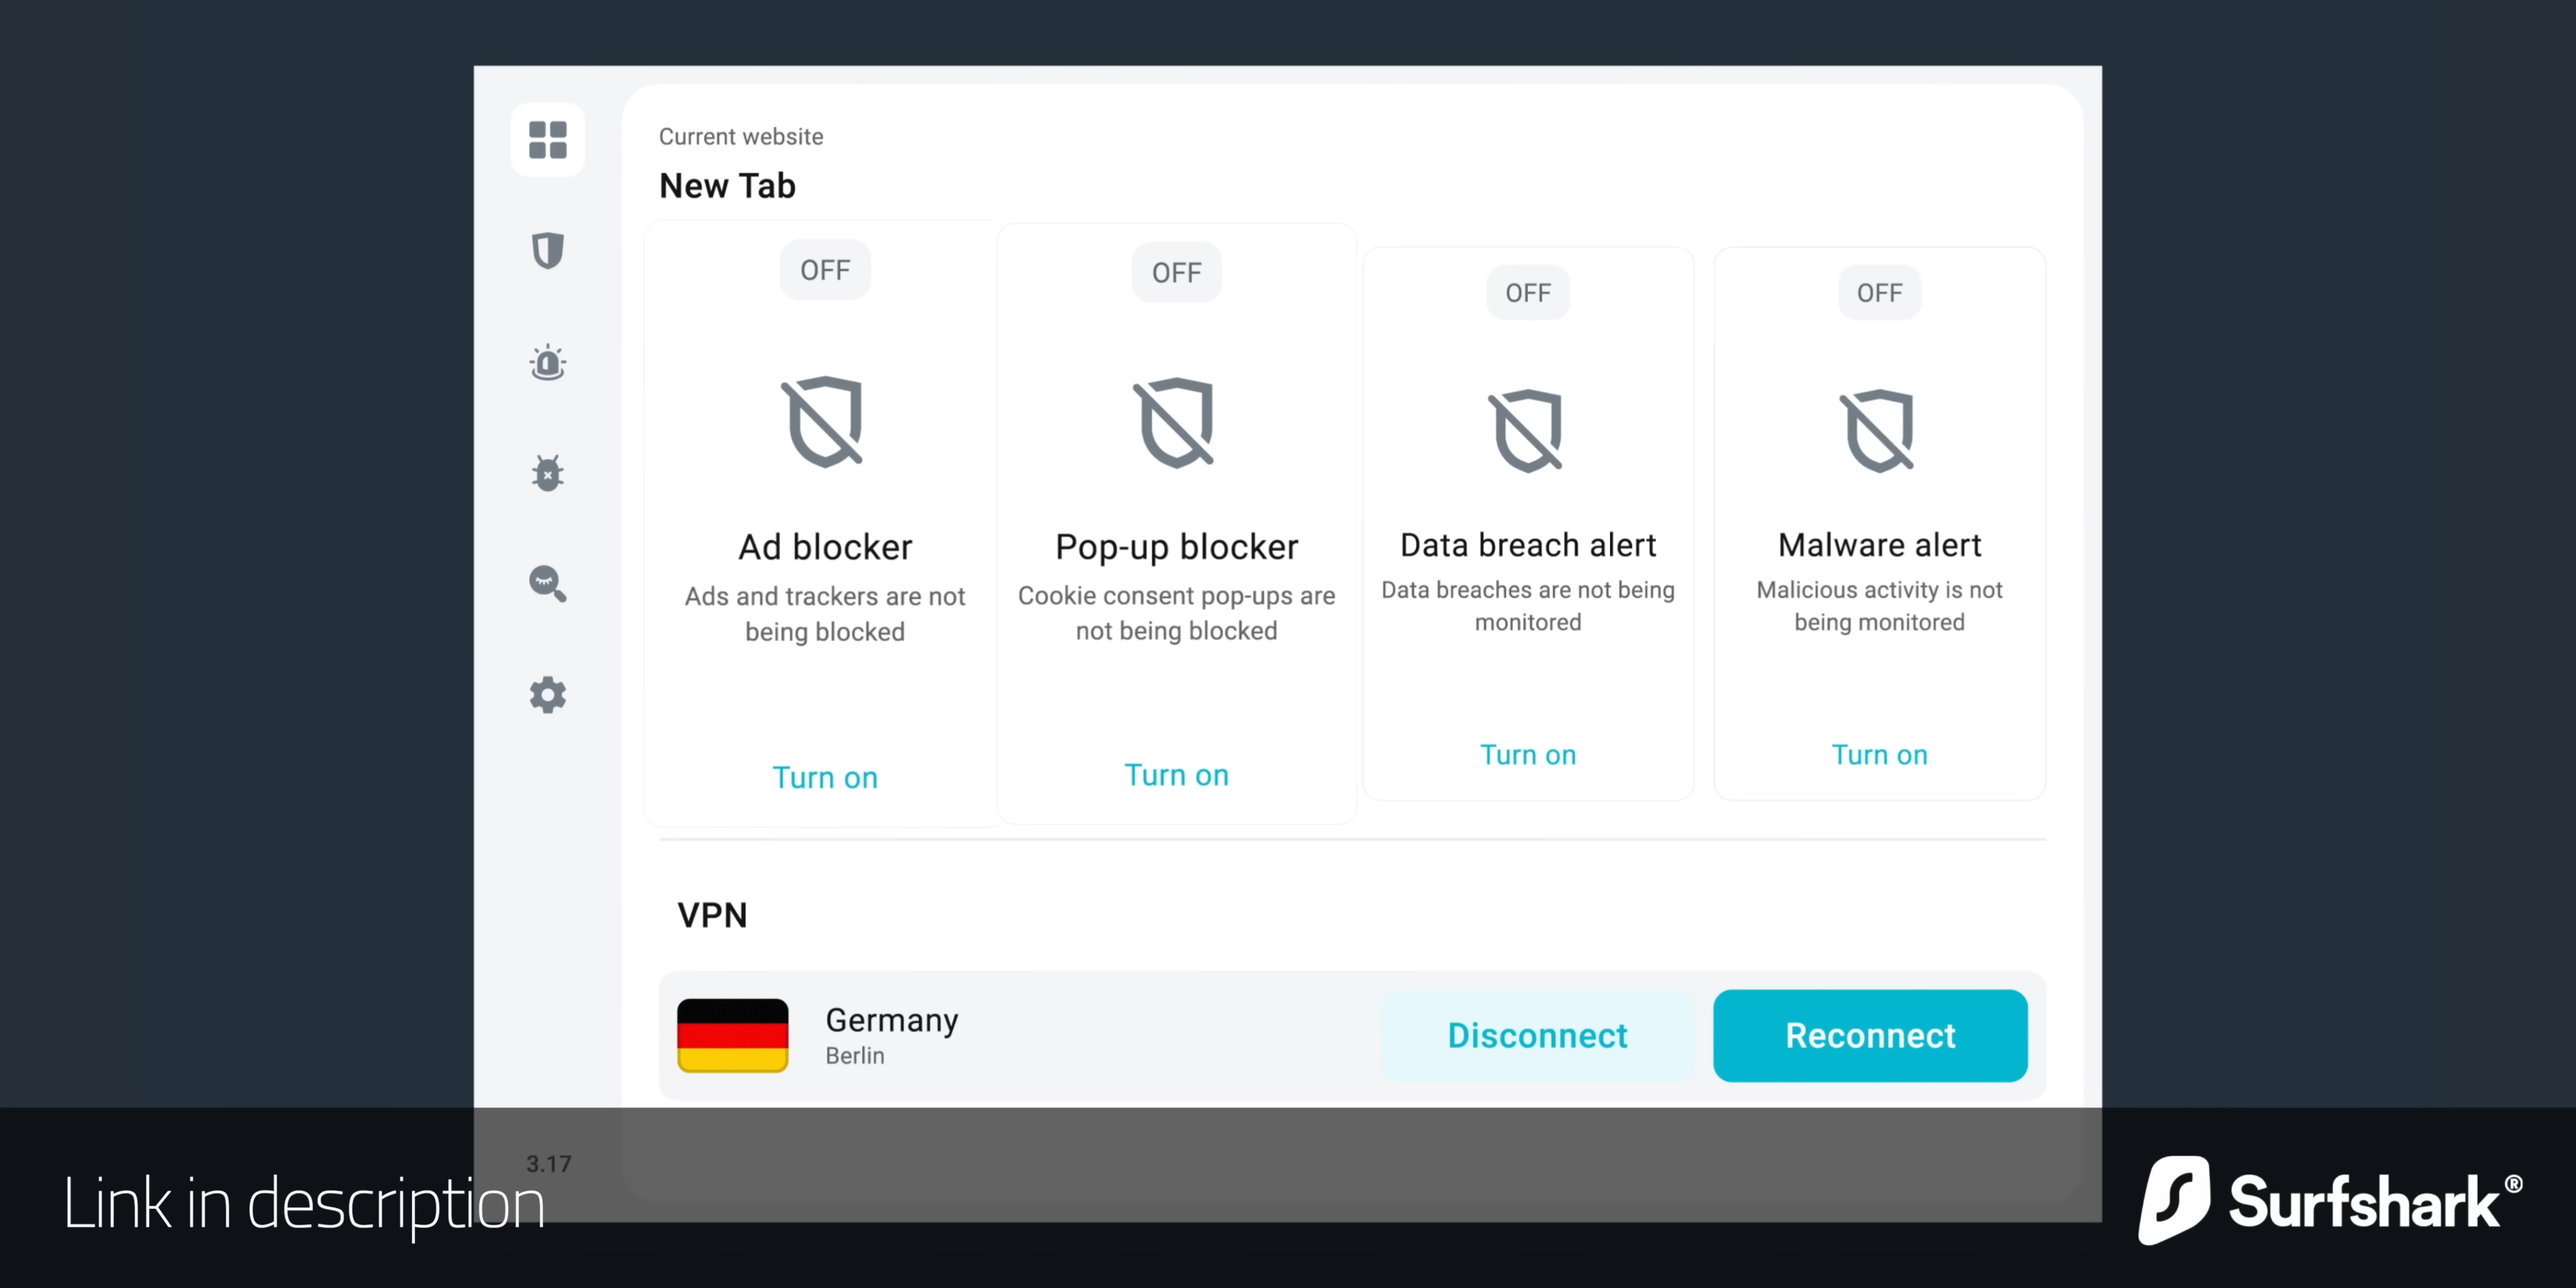 Current website
New Tab
OFF
OFF
OFF
OFF
Ad blocker
Ads and trackers are not
being blocked
Turn on
Pop-up blocker
Cookie consent pop-ups are
not being blocked
Turn on
Data breach alert
Data breaches are not being
monitored
Turn on
Malware alert
Malicious activity is not
being monitored
Turn on
VPN
Germany
Berlin
Disconnect
Reconnect
3.17
Link in description
Surfshark®